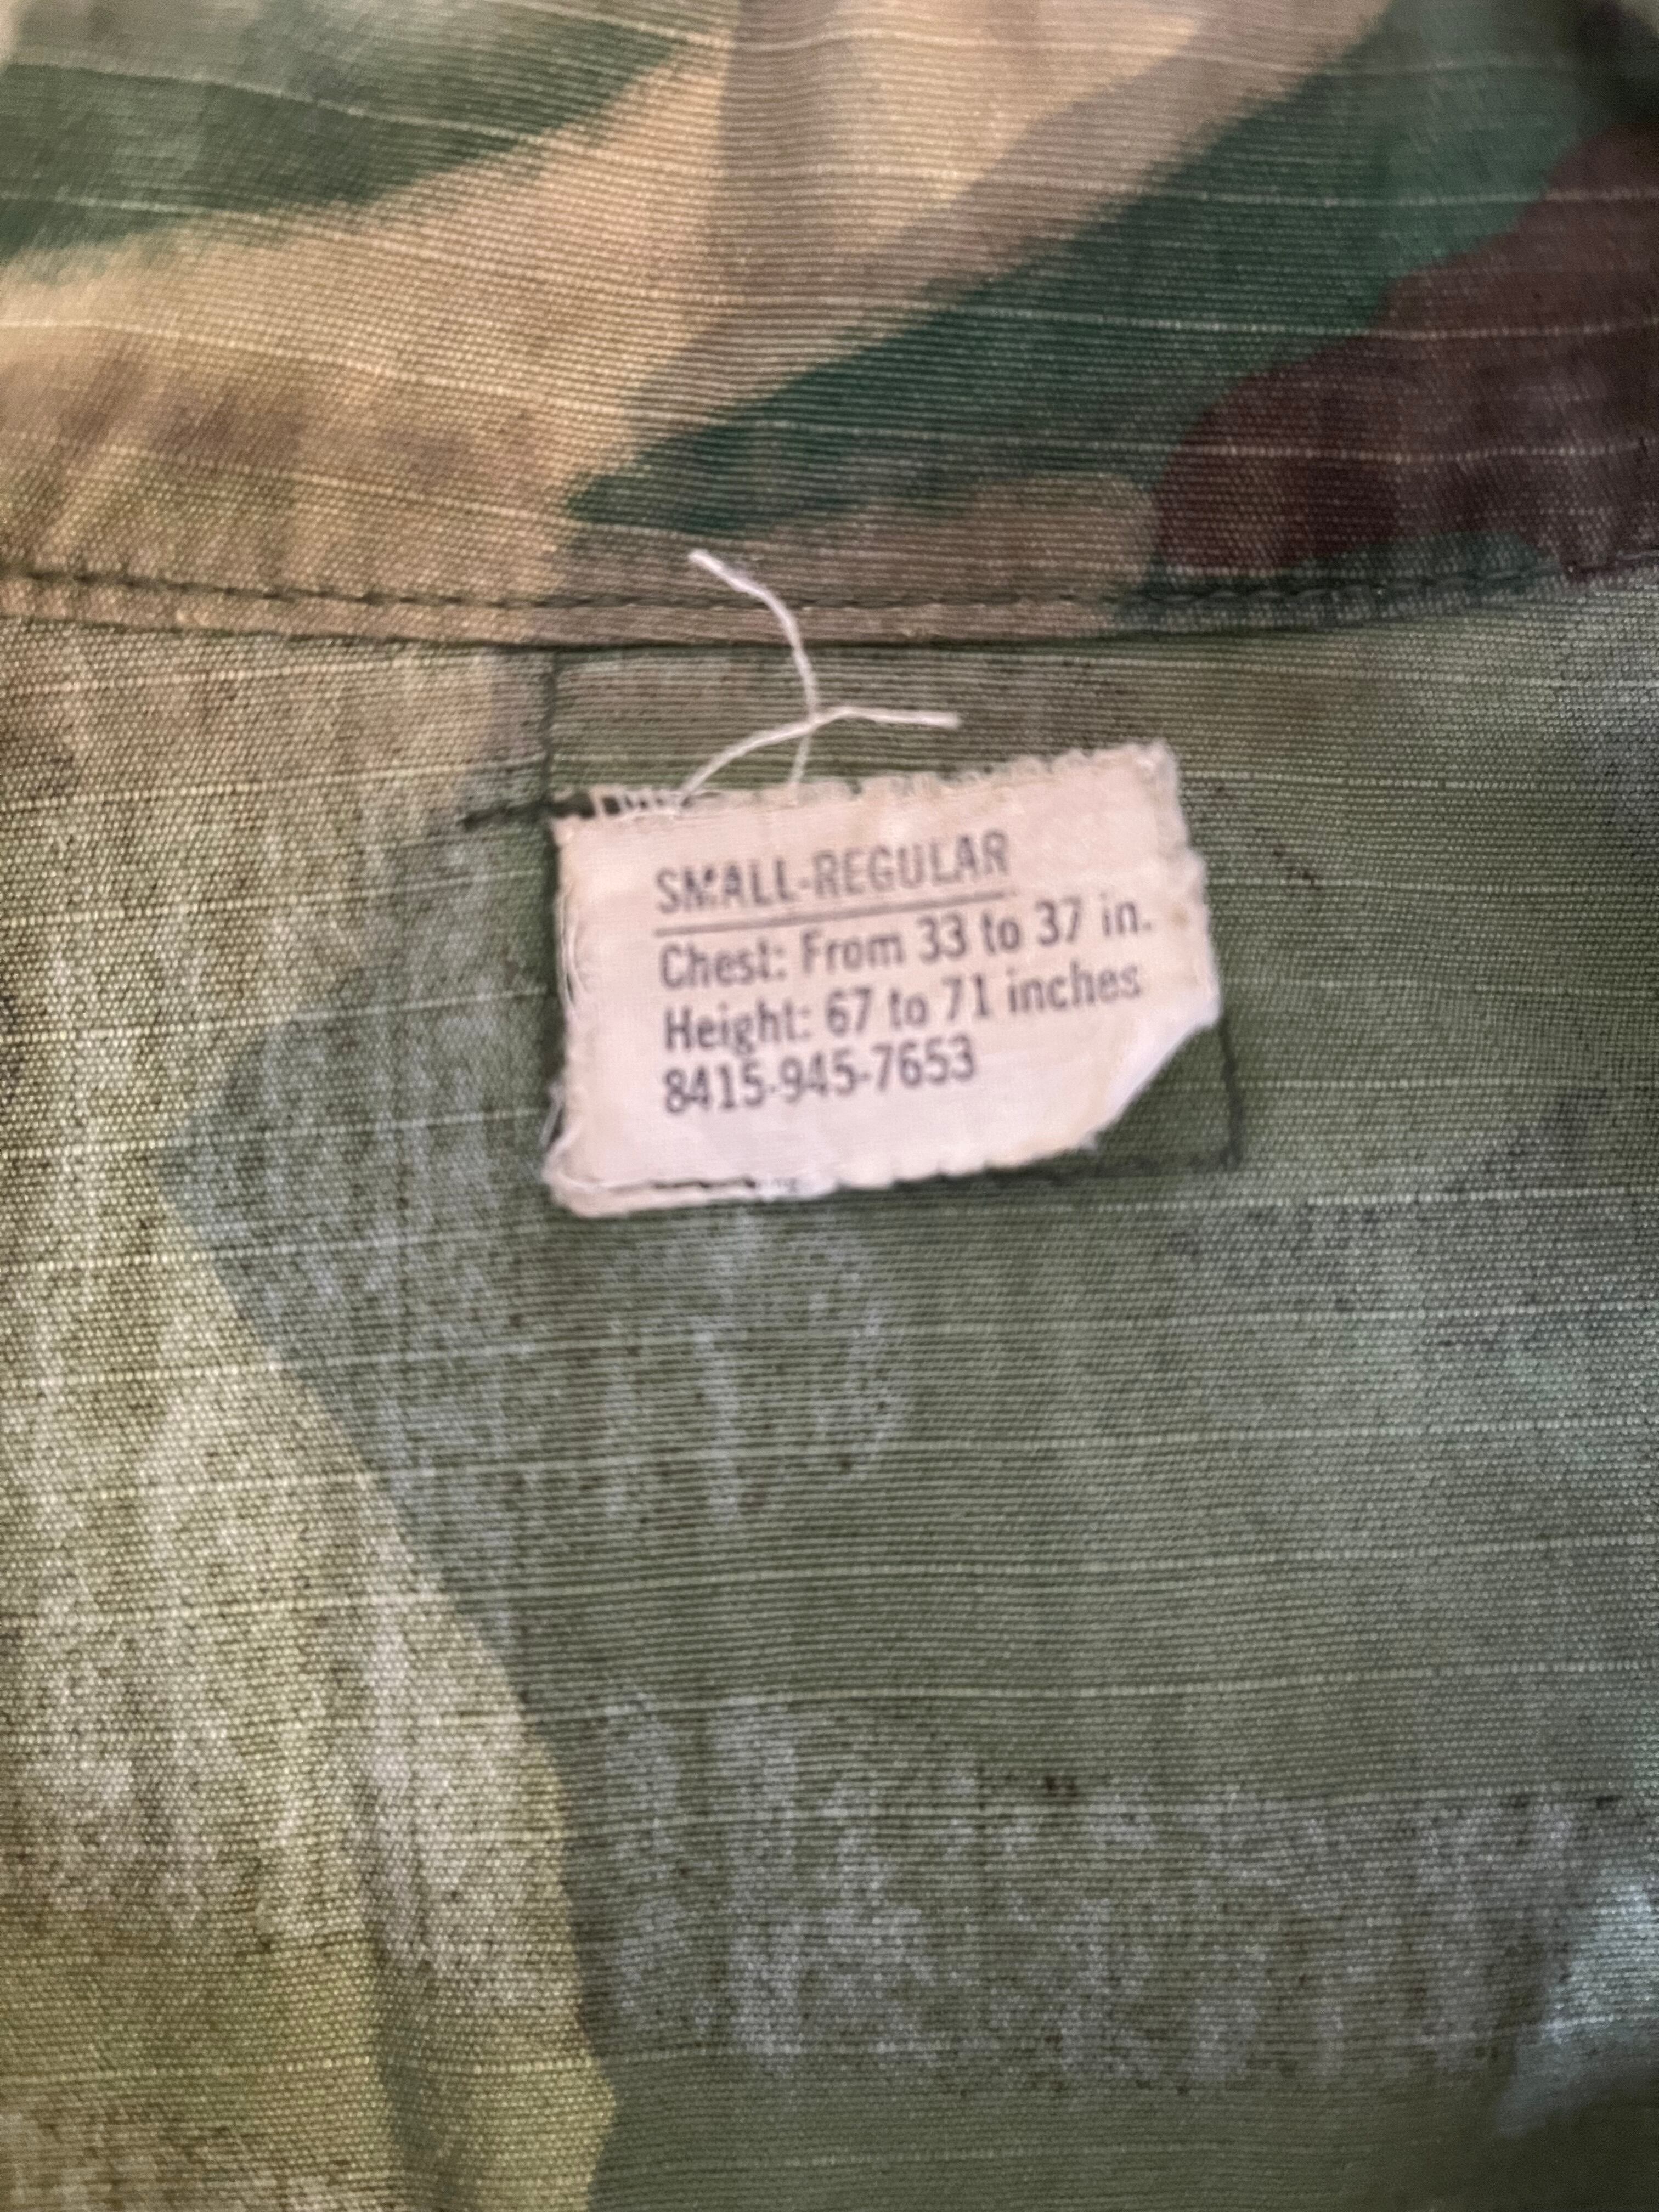 SMALL-REGULAR
Chest: From 33 to 37 in.
Height: 67 to 71 inches
8415-945-7653